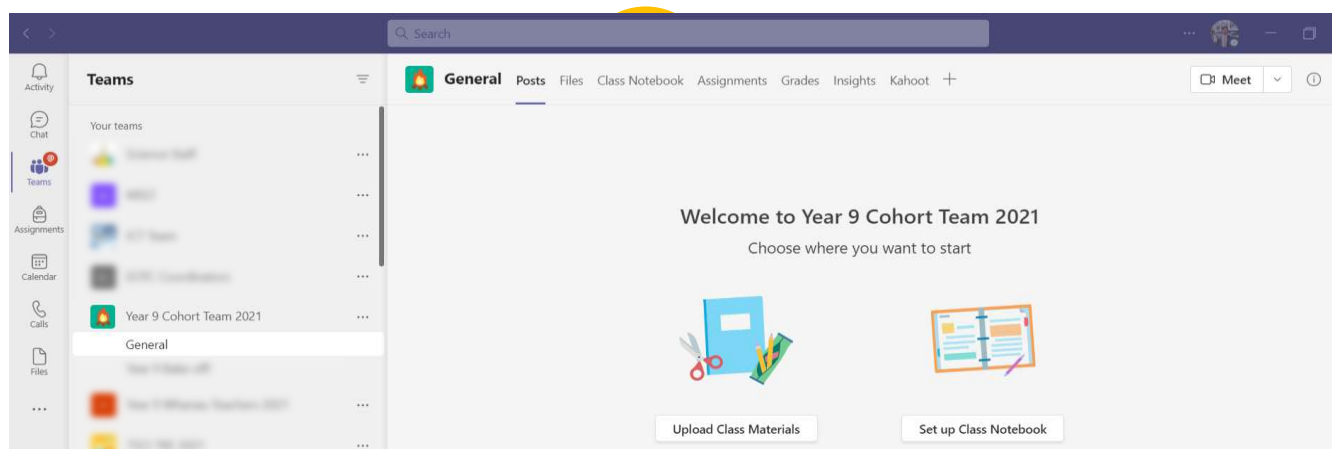 Search
Activity
Chat
Teams
Assignments
Calendar
Calls
Files
Teams
Your teams
Year 9 Cohort Team 2021
General
General Posts Files Class Notebook Assignments Grades Insights Kahoot
Meet
Welcome to Year 9 Cohort Team 2021
Choose where you want to start
Upload Class Materials
Set up Class Notebook